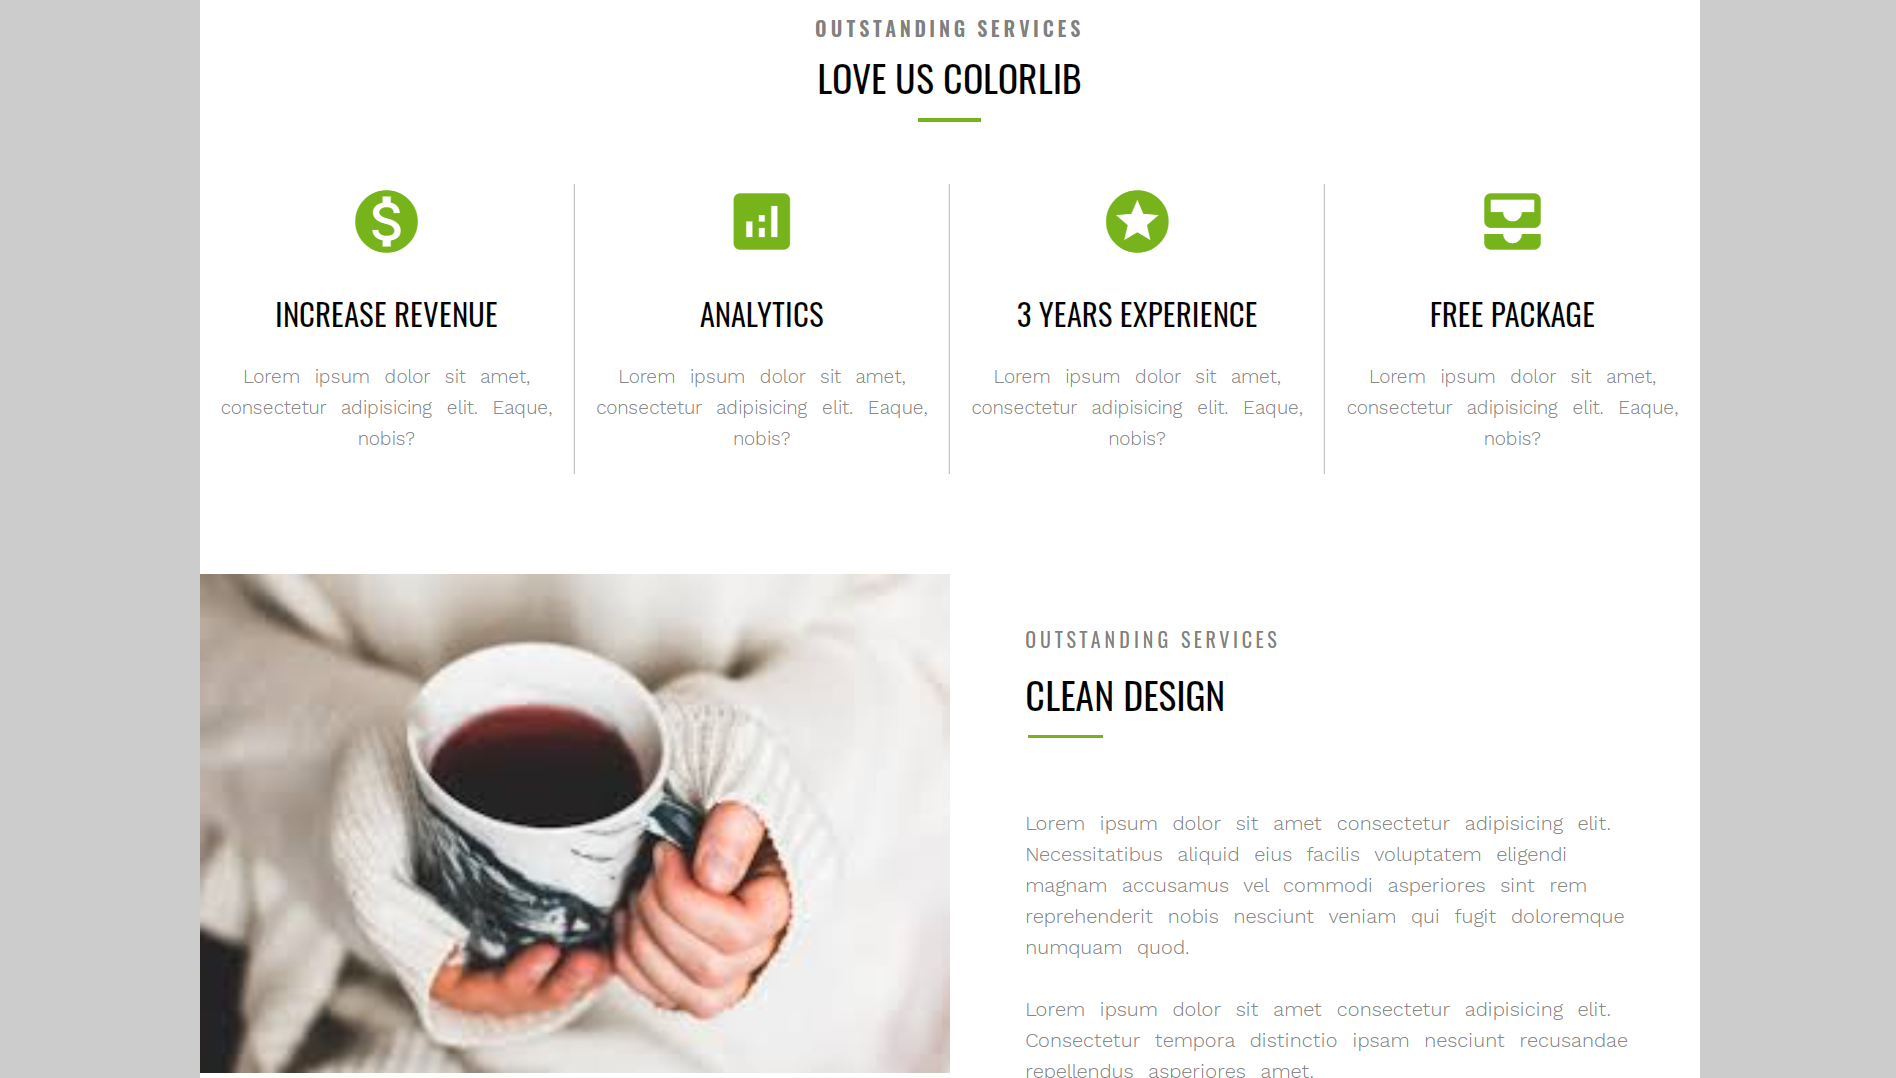 OUTSTANDING SERVICES
LOVE US COLORLIB
INCREASE REVENUE
Lorem ipsum dolor sit amet,
consectetur adipisicing elit. Eaque,
nobis?
ANALYTICS
Lorem ipsum dolor sit amet,
consectetur adipisicing elit. Eaque,
nobis?
3 YEARS EXPERIENCE
Lorem ipsum dolor sit amet,
consectetur adipisicing elit. Eaque,
nobis?
FREE PACKAGE
Lorem ipsum dolor sit amet,
consectetur adipisicing elit. Eaque,
nobis?
OUTSTANDING SERVICES
CLEAN DESIGN
Lorem ipsum dolor sit amet consectetur adipisicing elit.
Necessitatibus aliquid eius facilis voluptatem eligendi
magnam accusamus vel commodi asperiores sint rem
reprehenderit nobis nesciunt veniam qui fugit doloremque
numquam quod.
Lorem ipsum dolor sit amet consectetur adipisicing elit.
Consectetur tempora distinctio ipsam nesciunt recusandae
repellendus asperiores amet.